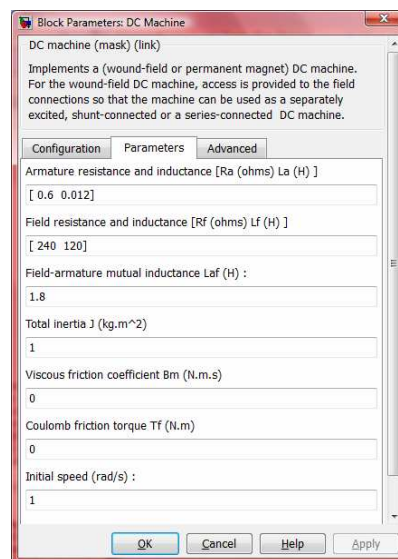 Block Parameters: DC Machine
DC machine (mask) (link)
Implements a (wound-field or permanent magnet) DC machine.
For the wound-field DC machine, access is provided to the field
connections so that the machine can be used as a separately
excited, shunt-connected or a series-connected DC machine.
Configuration Parameters Advanced
Armature resistance and inductance [Ra (ohms) La (H) ]
[ 0.6 0.012]
Field resistance and inductance [Rf (ohms) Lf (H) ]
[ 240 120]
Field-armature mutual inductance Laf (H) :
1.8
Total inertia J (kg.m^2)
1
Viscous friction coefficient Bm (N.m.s)
0
Coulomb friction torque Tf (N.m)
0
Initial speed (rad/s) :
1
OK Cancel Help Apply